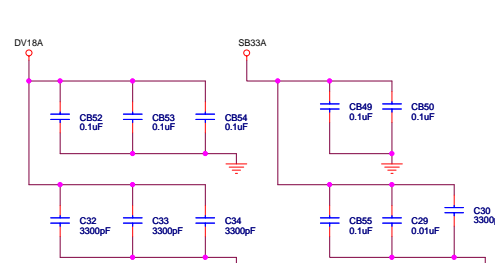 DV18A
SB33A
CB52
0.1uF
CB53
0.1uF
CB54
0.1uF
CB49
0.1uF
CB50
0.1uF
C32
3300pF
C33
3300pF
C34
3300pF
CB55
0.1uF
C29
0.01uF
C30
3300p